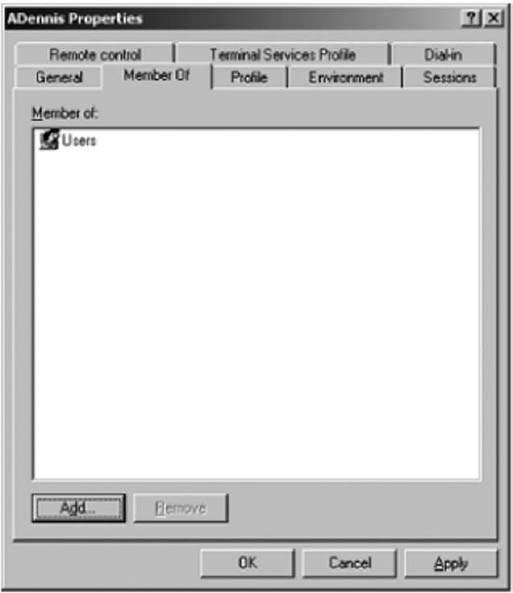 ADennis Properties
Remote control Terminal Services Profile Dial-in
General Member Of Profile Environment Sessions
Member of:
Users
Add... Remove
OK Cancel Apply